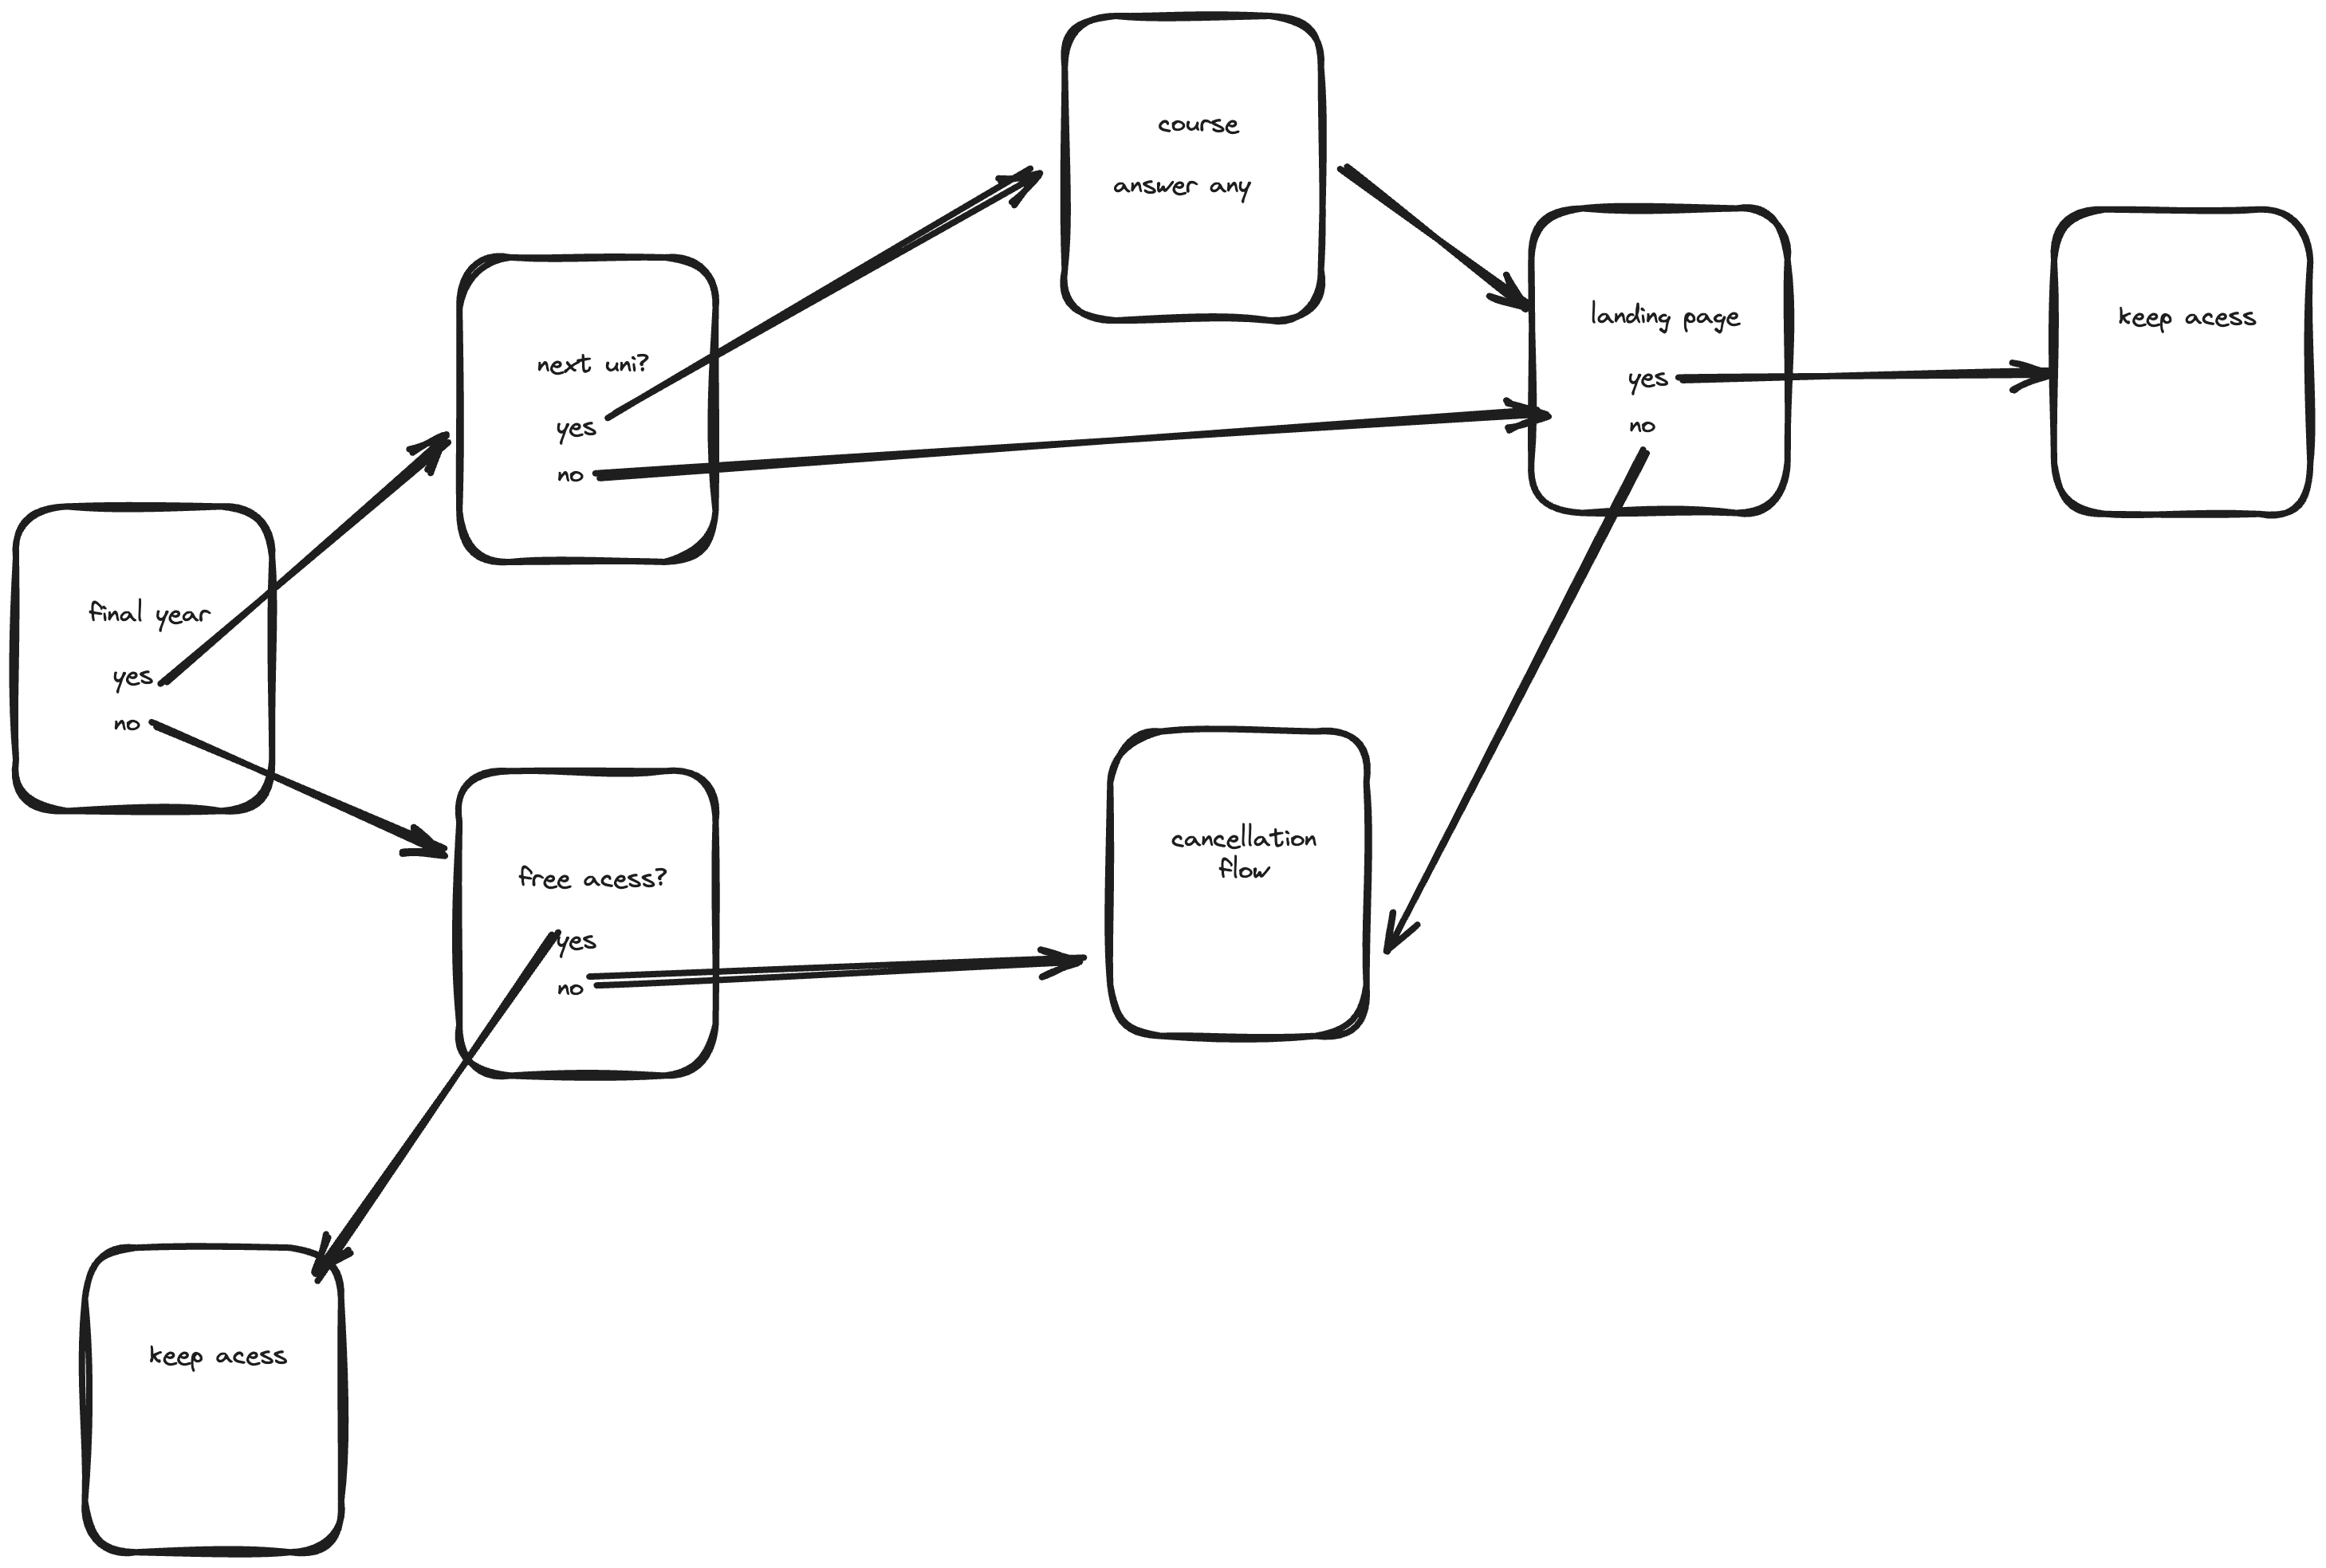 course
answer any
landing page
yes
no
keep acess
next uni?
yes
no
final year
yes
no
free acess?
yes
no
cancellation
flow
keep acess